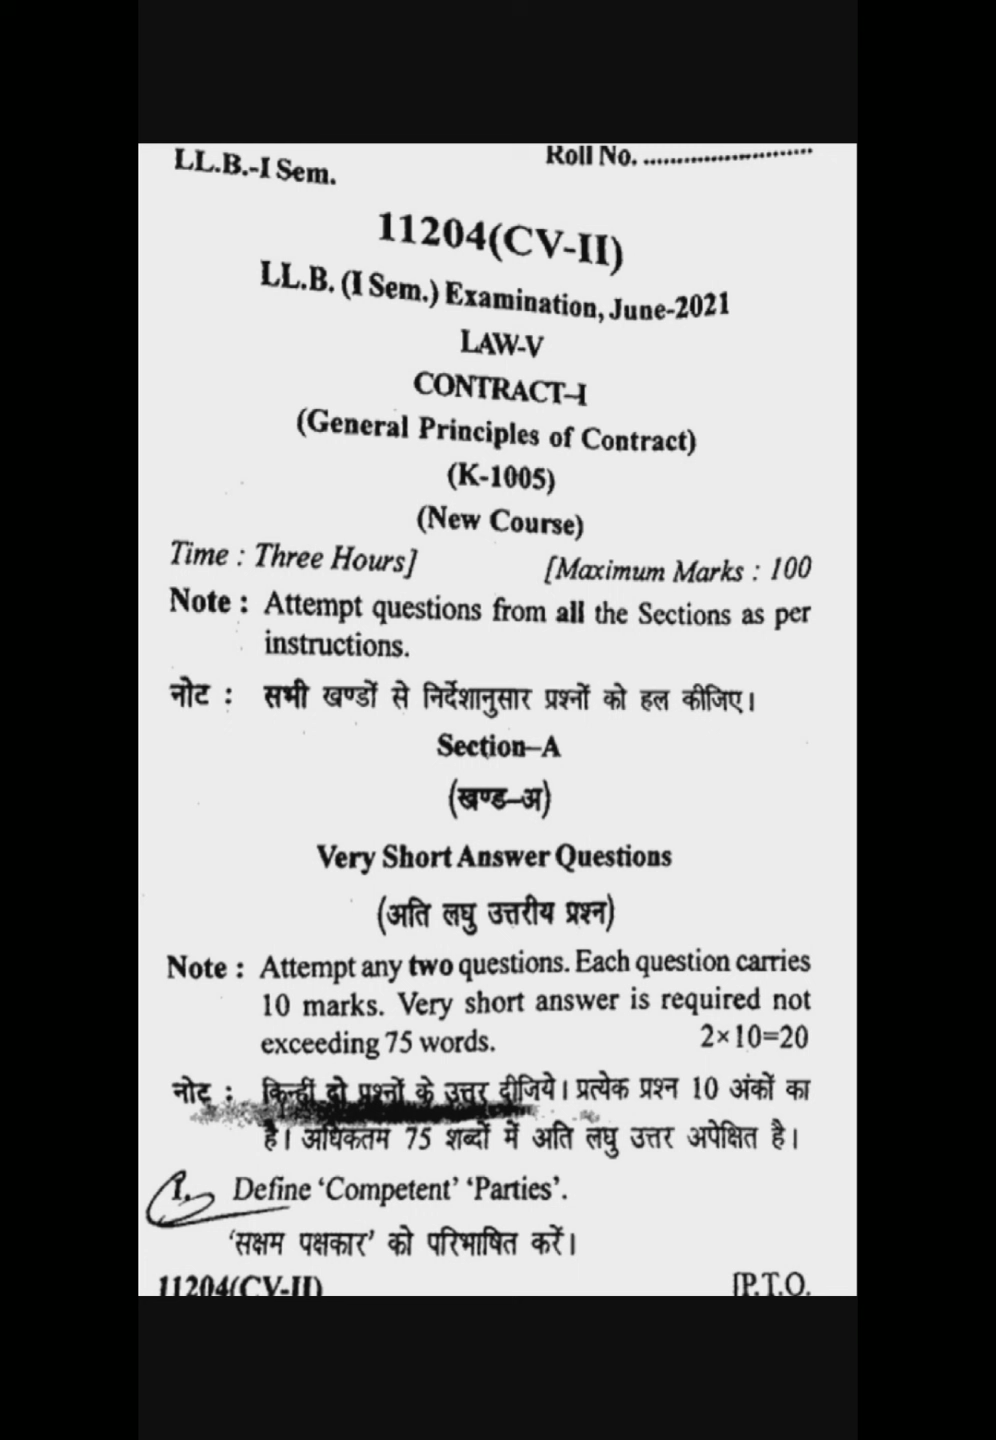 LL.B.-I Sem.
Roll No. ..........................
11204(CV-II)
LL.B. (I Sem.) Examination, June-2021
LAW-V
CONTRACT-I
(General Principles of Contract)
(K-1005)
(New Course)
Time : Three Hours]
[Maximum Marks : 100
Note : Attempt questions from all the Sections as per
instructions.
नोट : सभी खण्डों से निर्देशानुसार प्रश्नों को हल कीजिए।
Section–A
(खण्ड–अ)
Very Short Answer Questions
(अति लघु उत्तरीय प्रश्न)
Note : Attempt any two questions. Each question carries
10 marks. Very short answer is required not
exceeding 75 words. 2×10=20
नोट : किन्हीं दो प्रश्नों के उत्तर दीजिये। प्रत्येक प्रश्न 10 अंकों का
है। अधिकतम 75 शब्दों में अति लघु उत्तर अपेक्षित है।
1. Define ‘Competent’ ‘Parties’.
‘सक्षम पक्षकार’ को परिभाषित करें।
11204(CV-II)
[P.T.O.